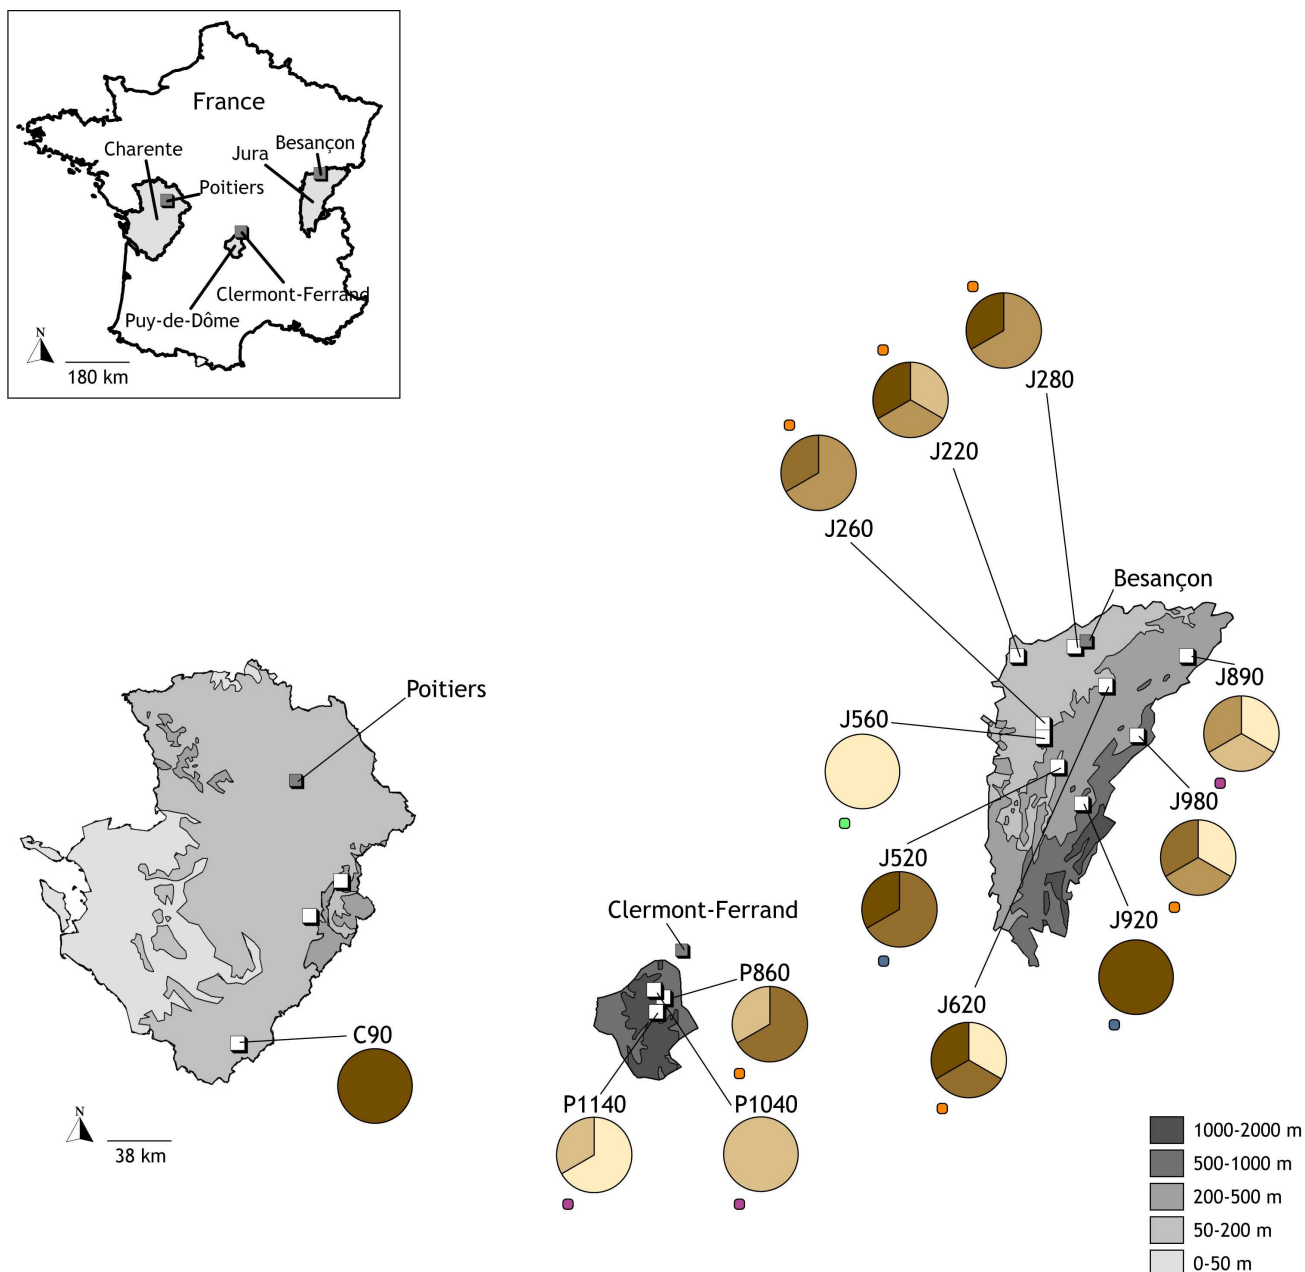 France
Charente
Jura
Besançon
Poitiers
Clermont-Ferrand
Puy-de-Dôme
N
180 km
J280
J220
J260
Besançon
J890
J560
Poitiers
J980
J520
Clermont-Ferrand
J920
P860
J620
C90
P1140
P1040
N
38 km
1000-2000 m
500-1000 m
200-500 m
50-200 m
0-50 m